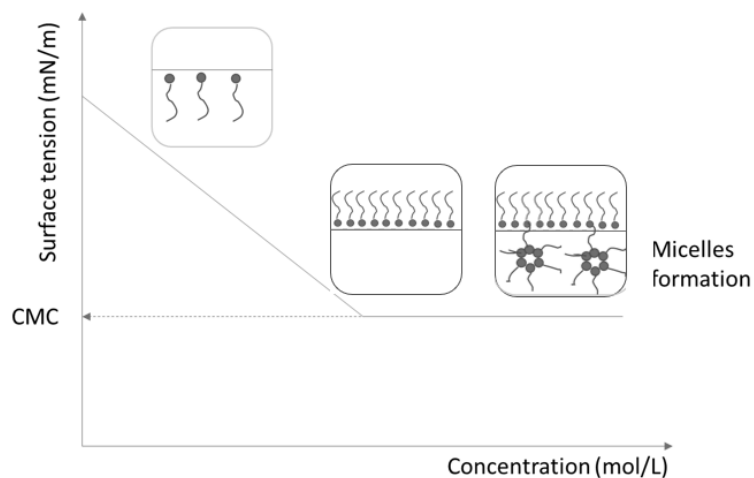 Surface tension (mN/m)
Micelles
formation
CMC
Concentration (mol/L)